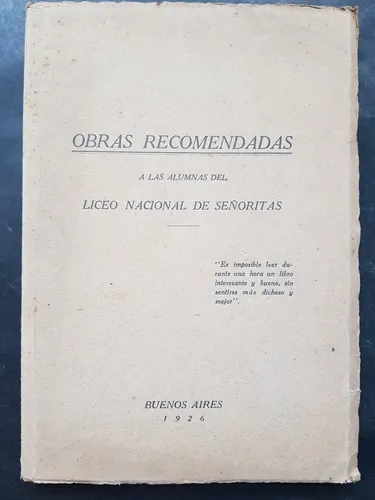 OBRAS RECOMENDADAS
A LAS ALUMNAS DEL
LICEO NACIONAL DE SEÑORITAS
"Es imposible leer du-
rante una hora un libro
interesante y bueno, sin
sentirse más dichoso y
mejor".
BUENOS AIRES
1926